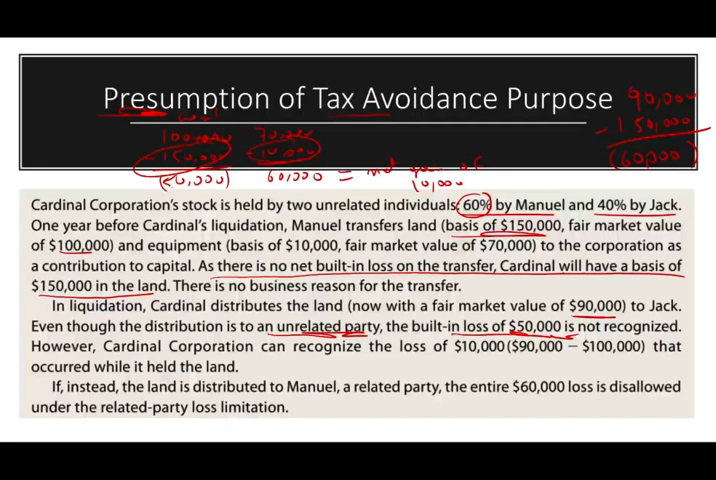 Presumption of Tax Avoidance Purpose
90,000
- 150,000
(60,000)
100,000 70,000
- 150,000 - 10,000
(50,000) 60,000 = net gain of
10,000
Cardinal Corporation's stock is held by two unrelated individuals: 60% by Manuel and 40% by Jack.
One year before Cardinal's liquidation, Manuel transfers land (basis of $150,000, fair market value
of $100,000) and equipment (basis of $10,000, fair market value of $70,000) to the corporation as
a contribution to capital. As there is no net built-in loss on the transfer, Cardinal will have a basis of
$150,000 in the land. There is no business reason for the transfer.
In liquidation, Cardinal distributes the land (now with a fair market value of $90,000) to Jack.
Even though the distribution is to an unrelated party, the built-in loss of $50,000 is not recognized.
However, Cardinal Corporation can recognize the loss of $10,000 ($90,000 − $100,000) that
occurred while it held the land.
If, instead, the land is distributed to Manuel, a related party, the entire $60,000 loss is disallowed
under the related-party loss limitation.